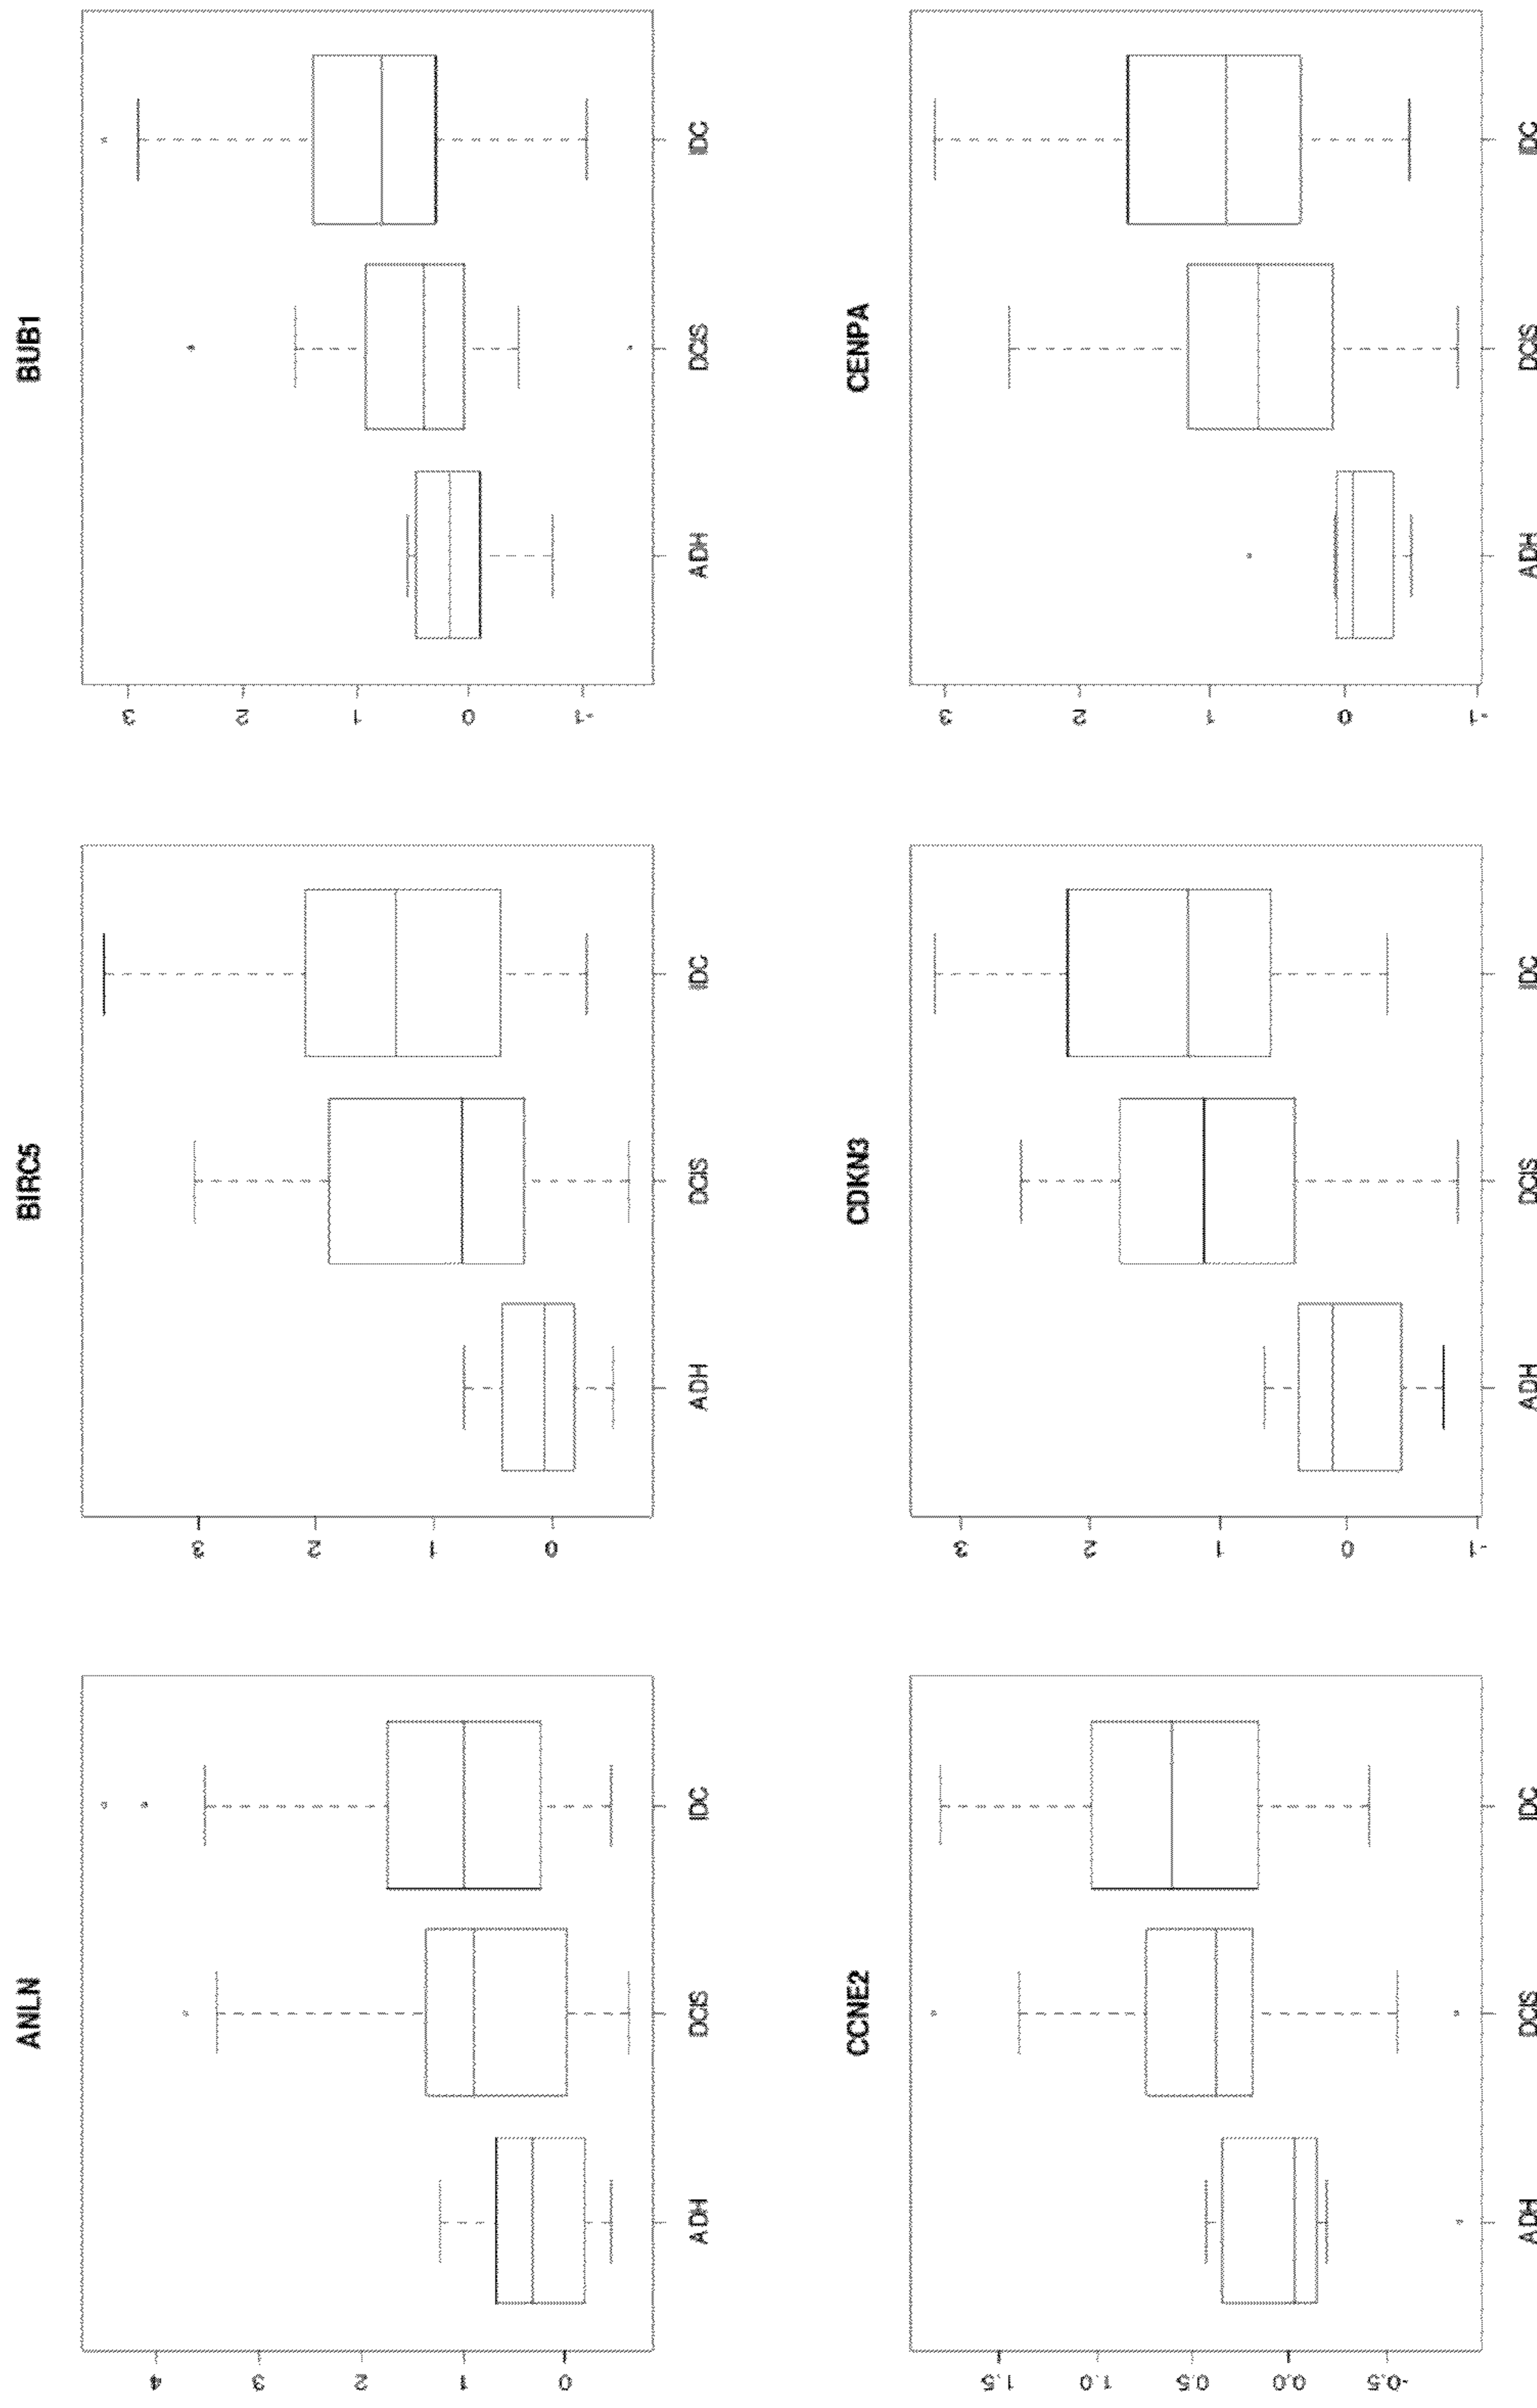 ANLN
4
3
2
1
0
ADH
DCIS
IDC
BIRC5
3
2
1
0
ADH
DCIS
IDC
BUB1
3
2
1
0
-1
ADH
DCIS
IDC
CCNE2
1.5
1.0
0.5
0.0
-0.5
ADH
DCIS
IDC
CDKN3
3
2
1
0
-1
ADH
DCIS
IDC
CENPA
3
2
1
0
-1
ADH
DCIS
IDC